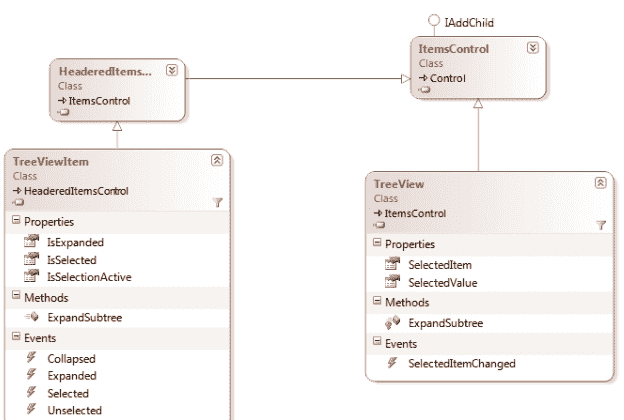 IAddChild
HeaderedItems...
Class
ItemsControl
ItemsControl
Class
Control
TreeViewItem
Class
HeaderedItemsControl
Properties
IsExpanded
IsSelected
IsSelectionActive
Methods
ExpandSubtree
Events
Collapsed
Expanded
Selected
Unselected
TreeView
Class
ItemsControl
Properties
SelectedItem
SelectedValue
Methods
ExpandSubtree
Events
SelectedItemChanged